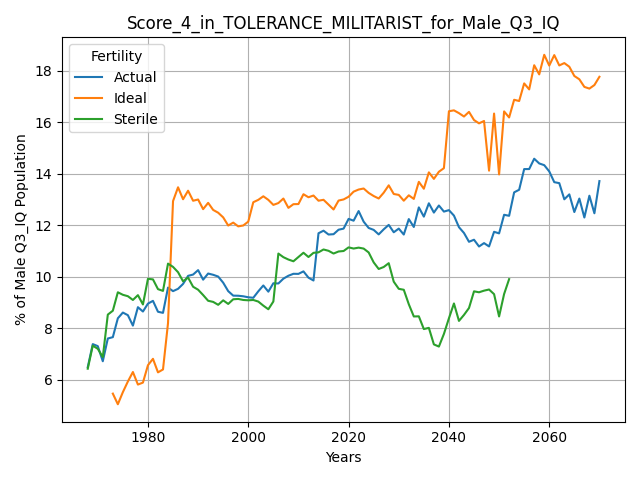 Score_4_in_TOLERANCE_MILITARIST_for_Male_Q3_IQ
Fertility
Actual
Ideal
Sterile
% of Male Q3_IQ Population
18
16
14
12
10
8
6
1980
2000
2020
2040
2060
Years